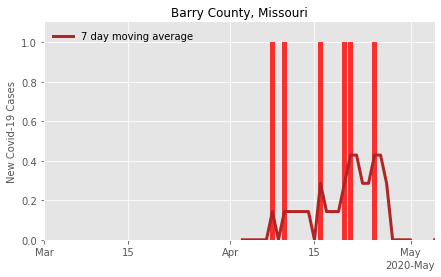 Barry County, Missouri
7 day moving average
New Covid-19 Cases
1.0
0.8
0.6
0.4
0.2
0.0
Mar 15 Apr 15 May
2020-May